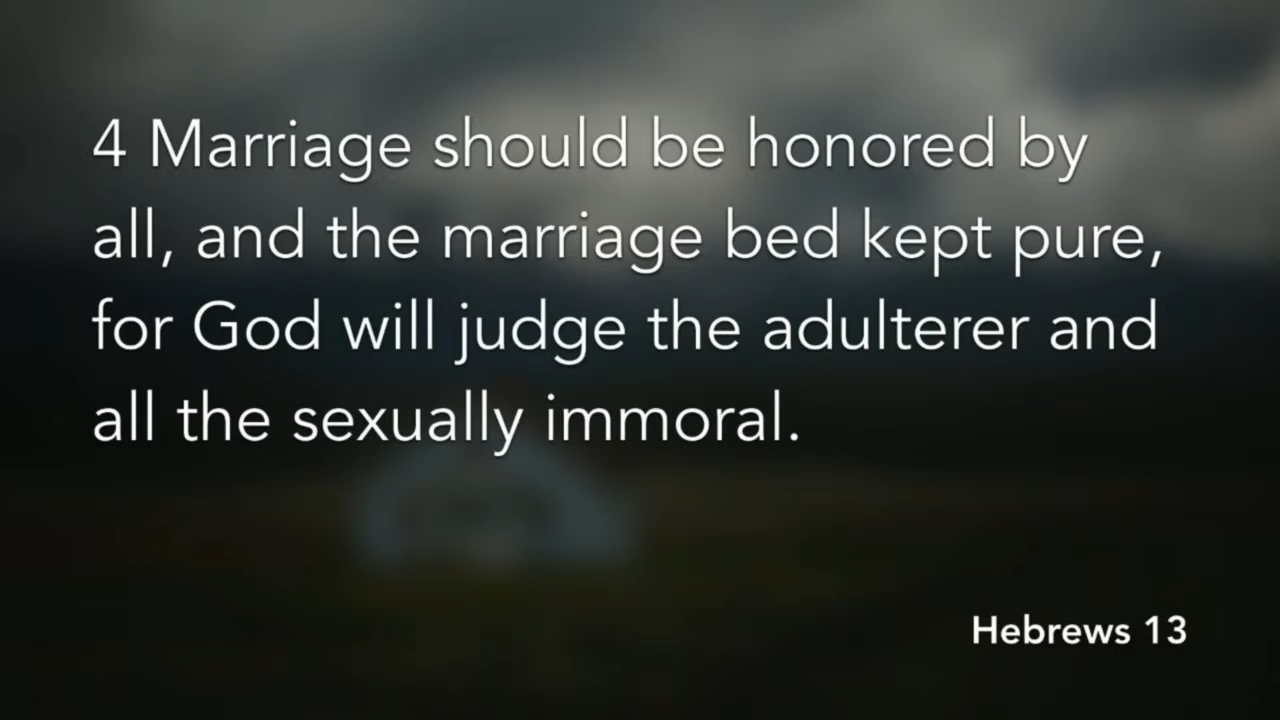 4 Marriage should be honored by
all, and the marriage bed kept pure,
for God will judge the adulterer and
all the sexually immoral.
Hebrews 13